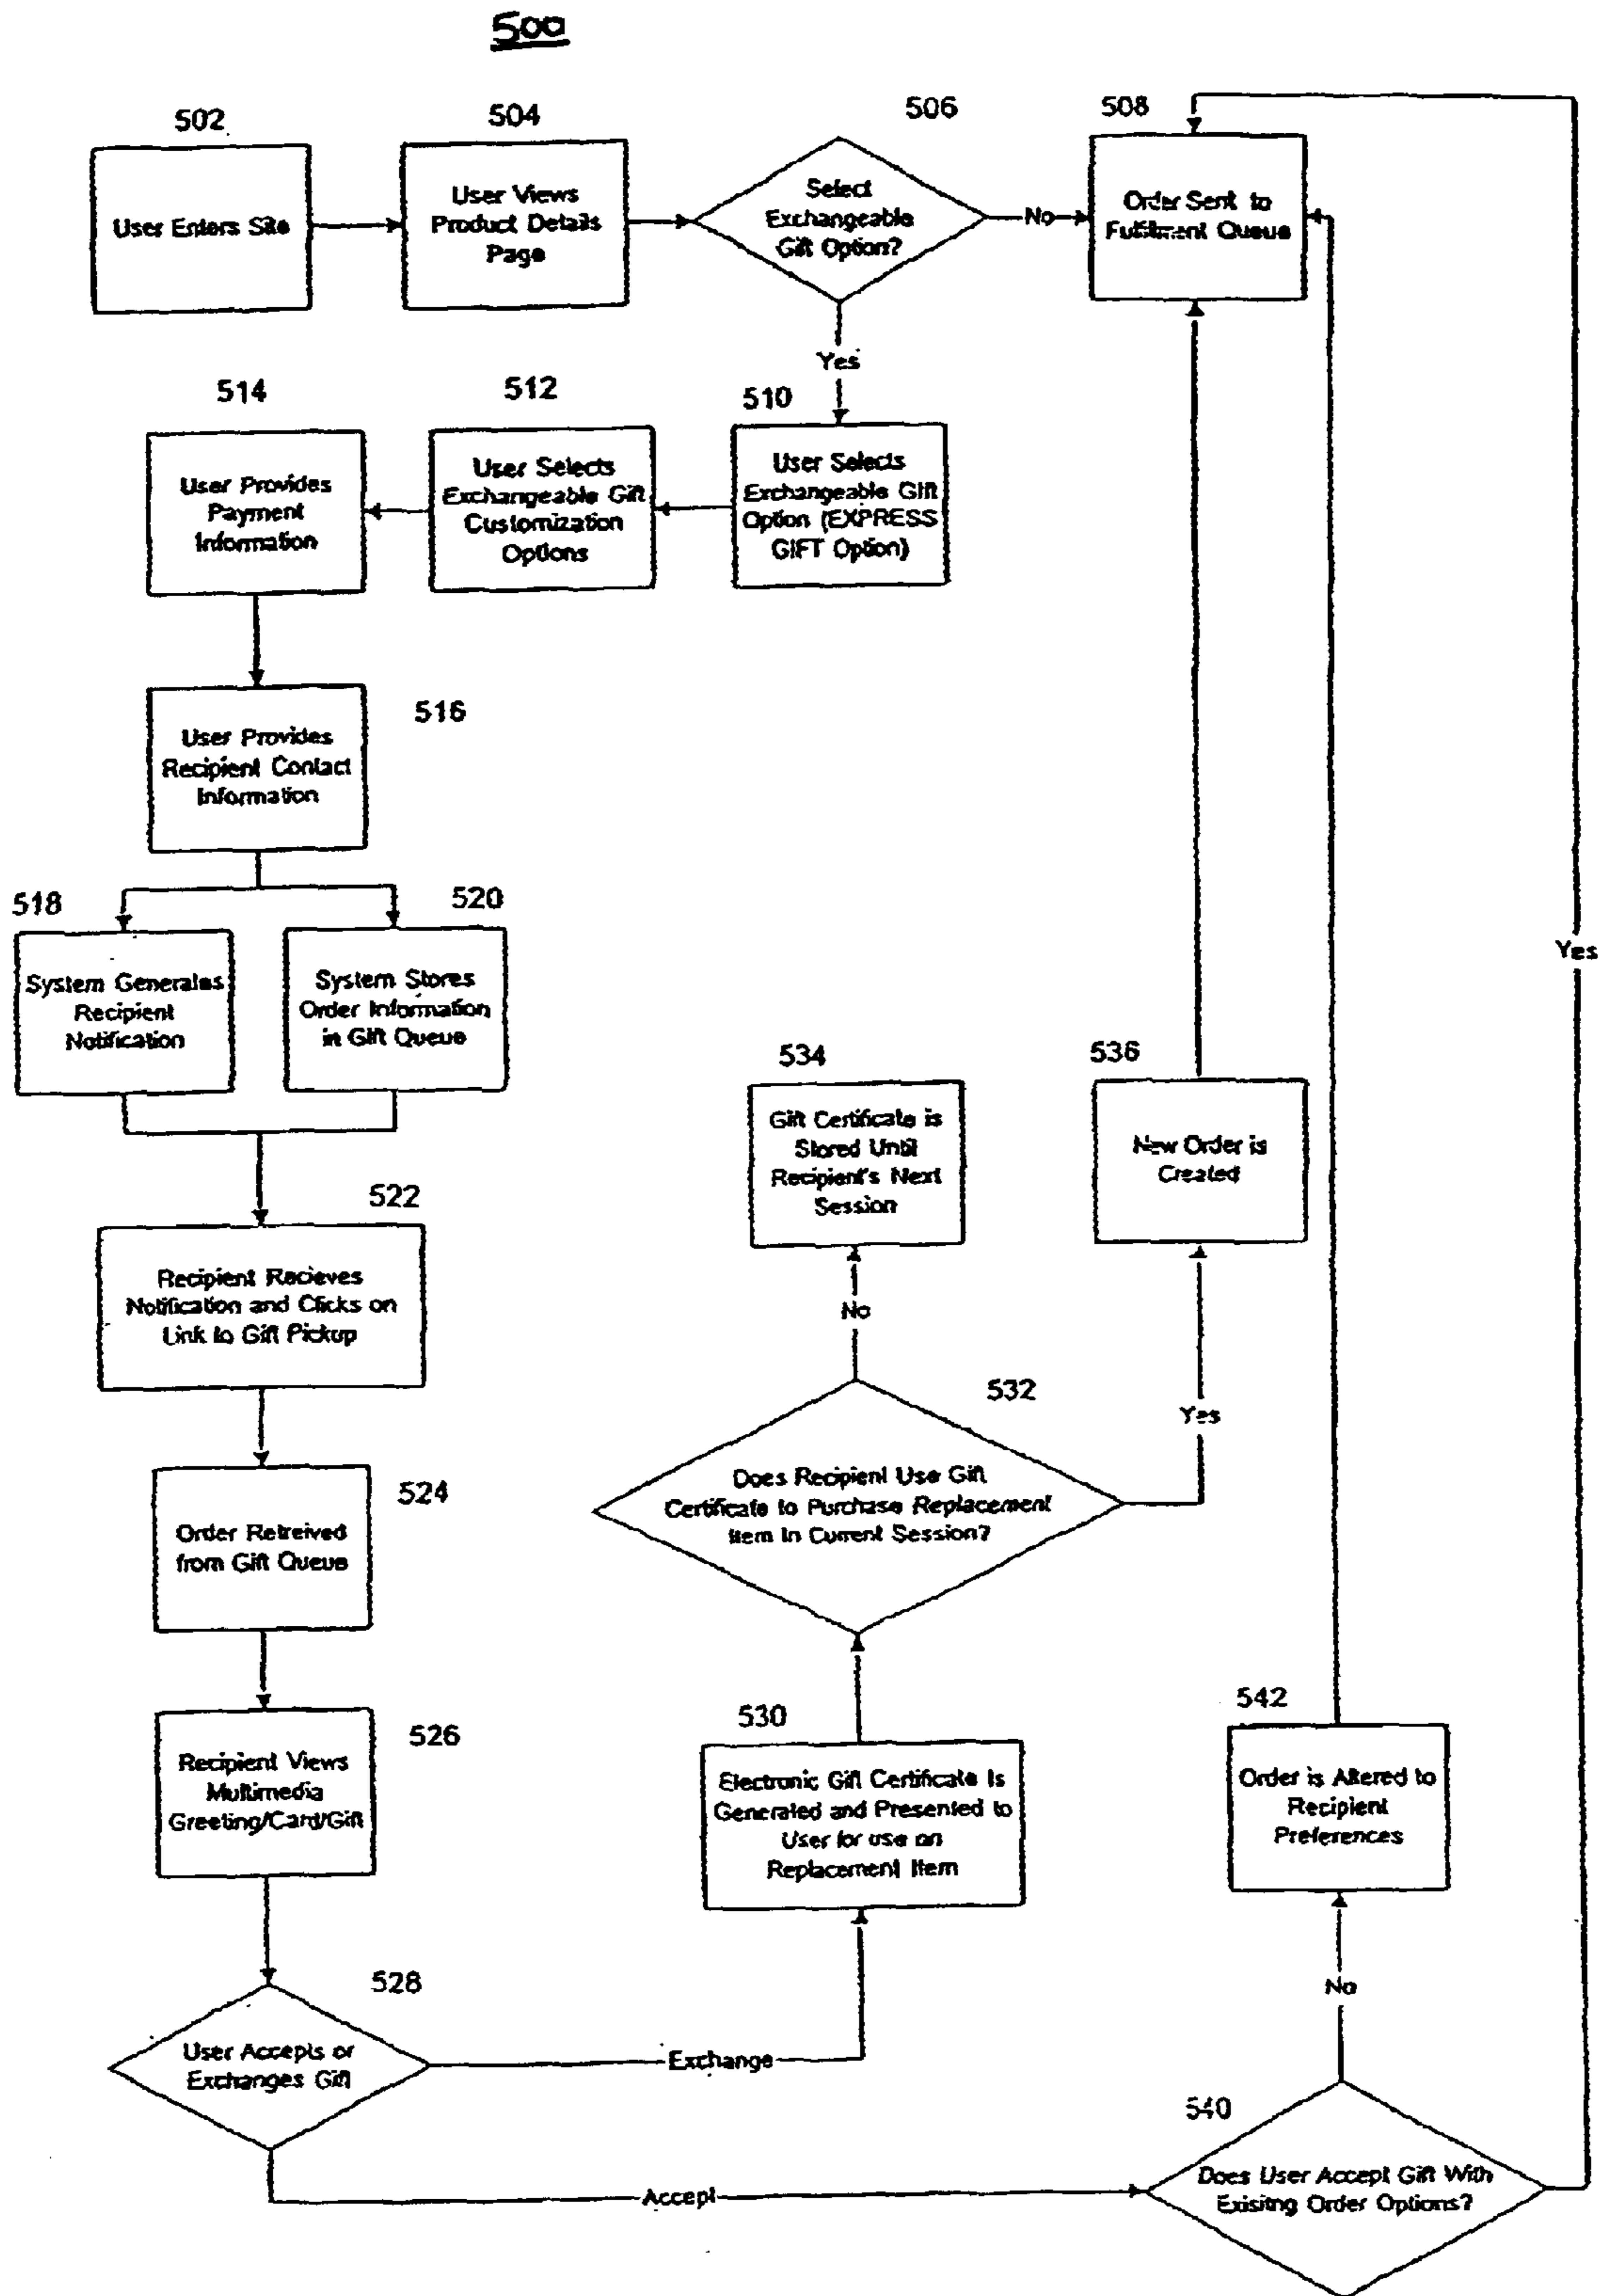 500
502
504
506
508
User Enters Site
User Views
Product Details
Page
Select
Exchangeable
Gift Option?
No
Order Sent to
Fulfillment Queue
Yes
514
512
510
User Provides
Payment
Information
User Selects
Exchangeable Gift
Customization
Options
User Selects
Exchangeable Gift
Option (EXPRESS
GIFT Option)
516
User Provides
Recipient Contact
Information
518
520
System Generates
Recipient
Notification
System Stores
Order Information
in Gift Queue
Yes
534
536
Gift Certificate is
Stored Until
Recipient's Next
Session
New Order is
Created
522
Recipient Recieves
Notification and Clicks on
Link to Gift Pickup
No
Yes
532
Does Recipient Use Gift
Certificate to Purchase Replacement
Item In Current Session?
524
Order Retreived
from Gift Queue
526
Recipient Views
Multimedia
Greeting/Card/Gift
530
Electronic Gift Certificate Is
Generated and Presented to
User for use on
Replacement Item
542
Order is Altered to
Recipient
Preferences
528
User Accepts or
Exchanges Gift
Exchange
No
540
Does User Accept Gift With
Exisitng Order Options?
Accept